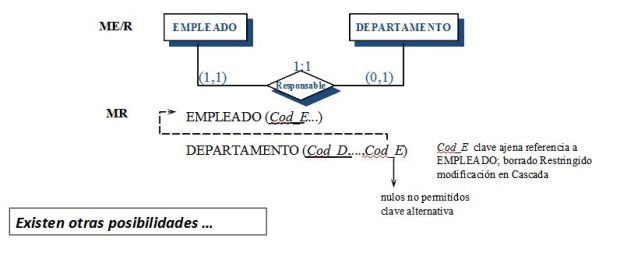 ME/R
EMPLEADO
DEPARTAMENTO
1:1
(1,1)
Responsable
(0,1)
MR
EMPLEADO (Cod_E...)
DEPARTAMENTO (Cod_D,...,Cod_E)
Cod_E clave ajena referencia a
EMPLEADO; borrado Restringido
modificación en Cascada
nulos no permitidos
clave alternativa
Existen otras posibilidades ...